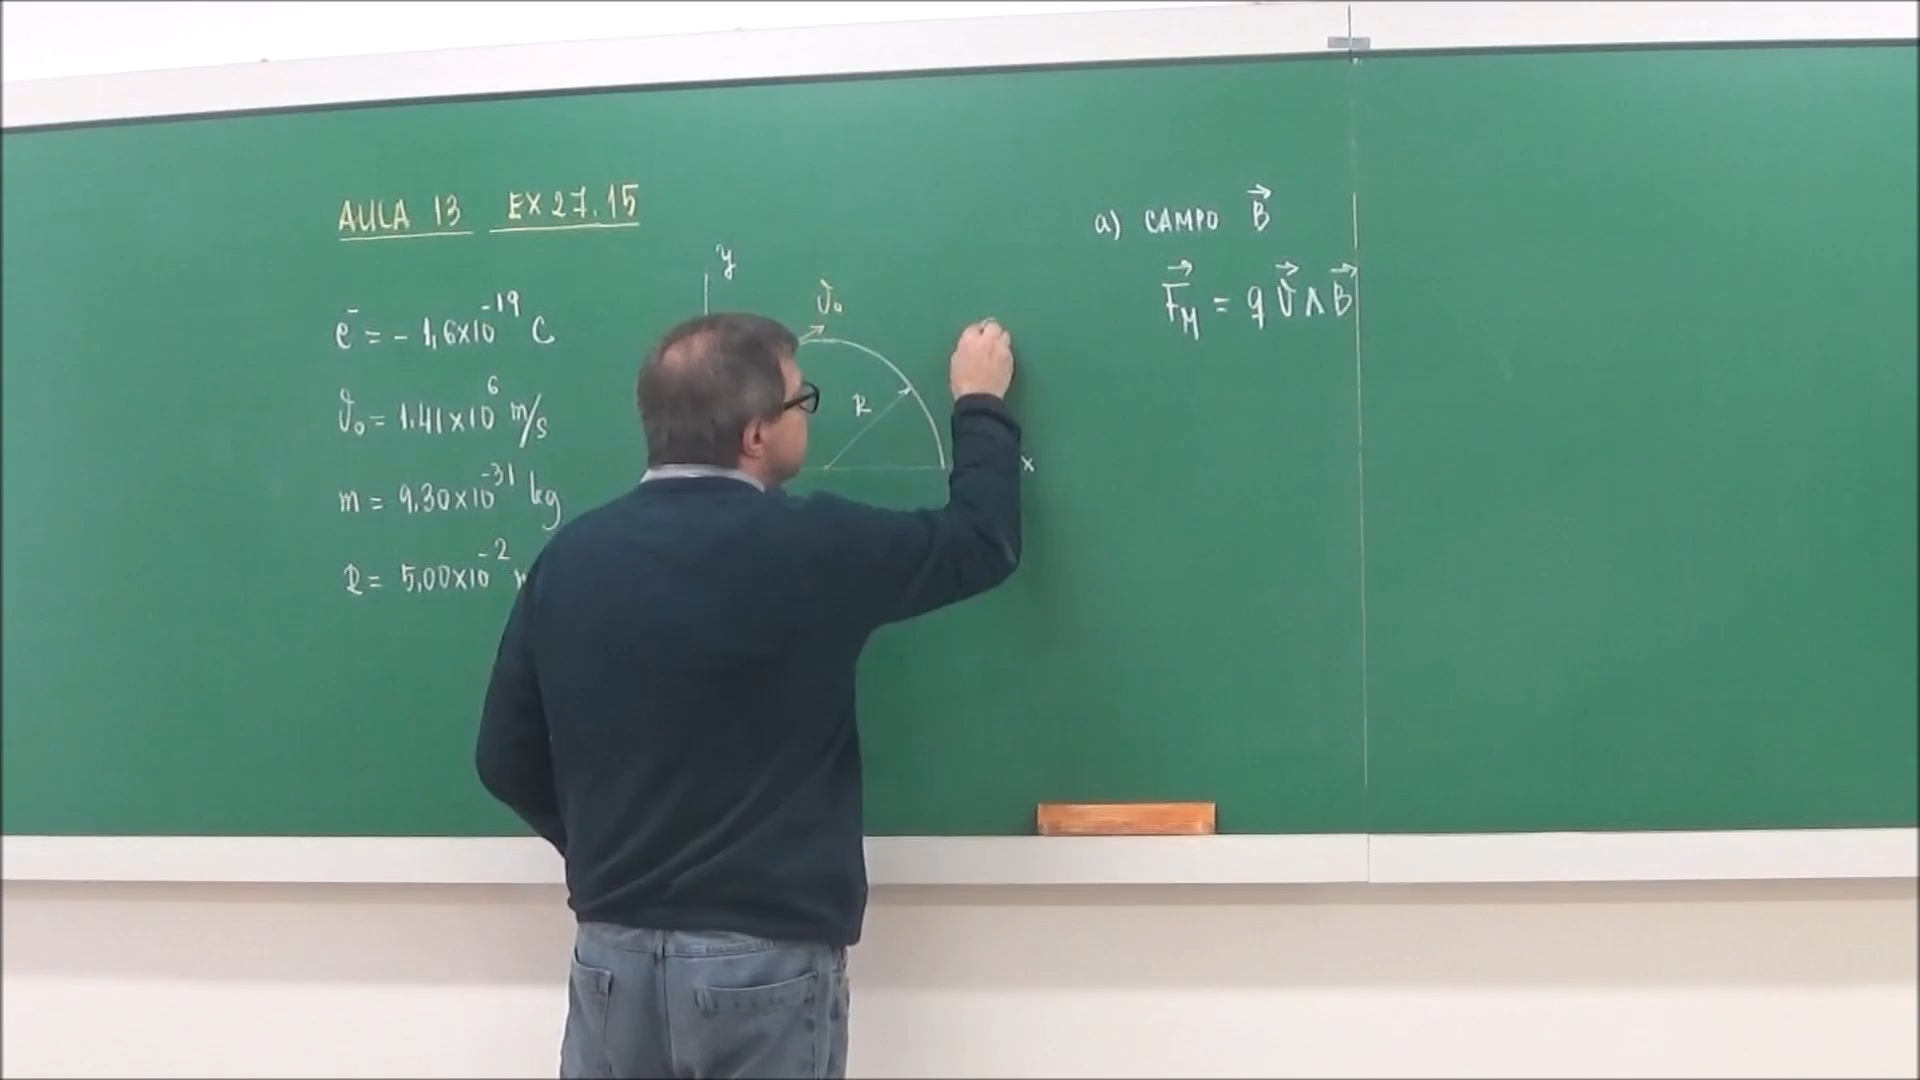 AULA 13 EX 27.15
e⁻ = - 1,6x10⁻¹⁹ C
v₀ = 1.41x10⁶ m/s
m = 9.30x10⁻³¹ kg
R = 5,00x10⁻²
y
v₀
R
x
a) CAMPO B⃗
F⃗_M = q v⃗ ∧ B⃗